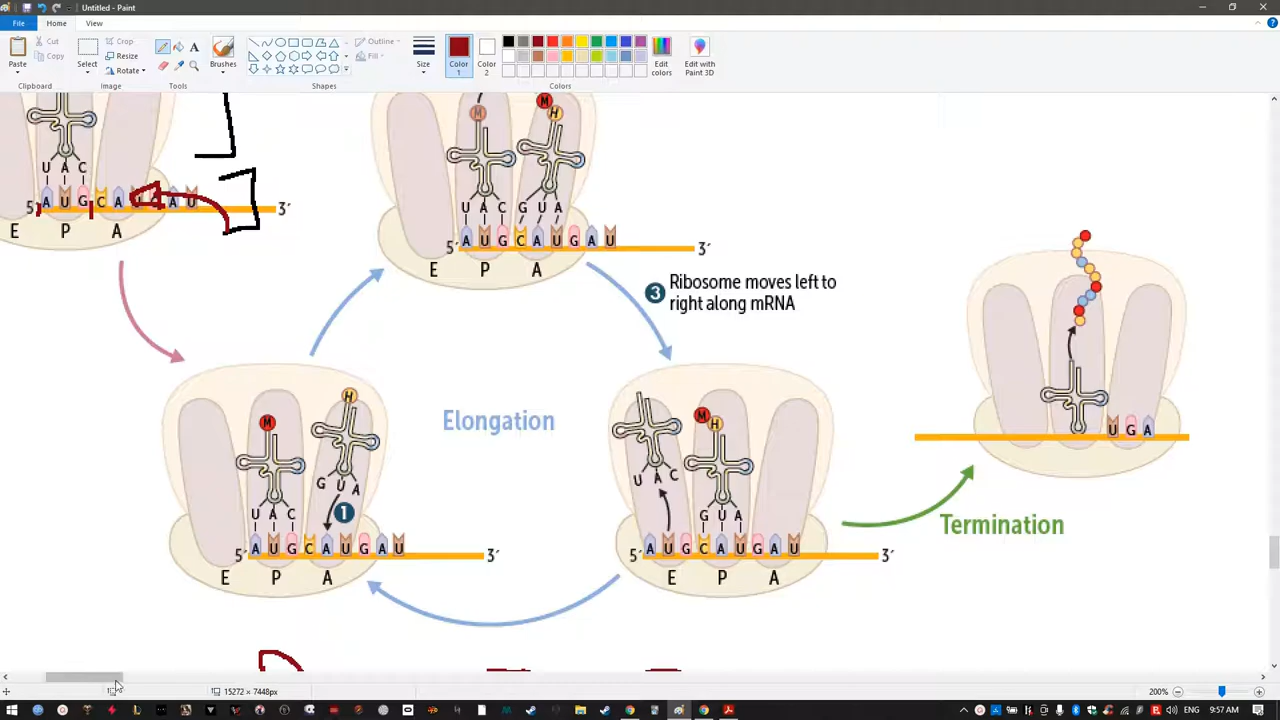 Untitled - Paint
File Home View
Cut
Copy
Paste
Clipboard
Crop
Resize
Rotate
Select
Image
A
Tools
Brushes
Outline
Fill
Shapes
Size
Color 1
Color 2
Edit colors
Edit with Paint 3D
Colors
U A C
5′ A U G C A U A U 3′
E P A
M
M H
U A C G U A
5′ A U G C A U G A U 3′
E P A
3 Ribosome moves left to right along mRNA
Elongation
M H
G U A
U A C
1
5′ A U G C A U G A U 3′
E P A
M H
U A C
G U A
5′ A U G C A U G A U 3′
E P A
U G A
Termination
15272 × 7448px
200%
ENG 9:57 AM